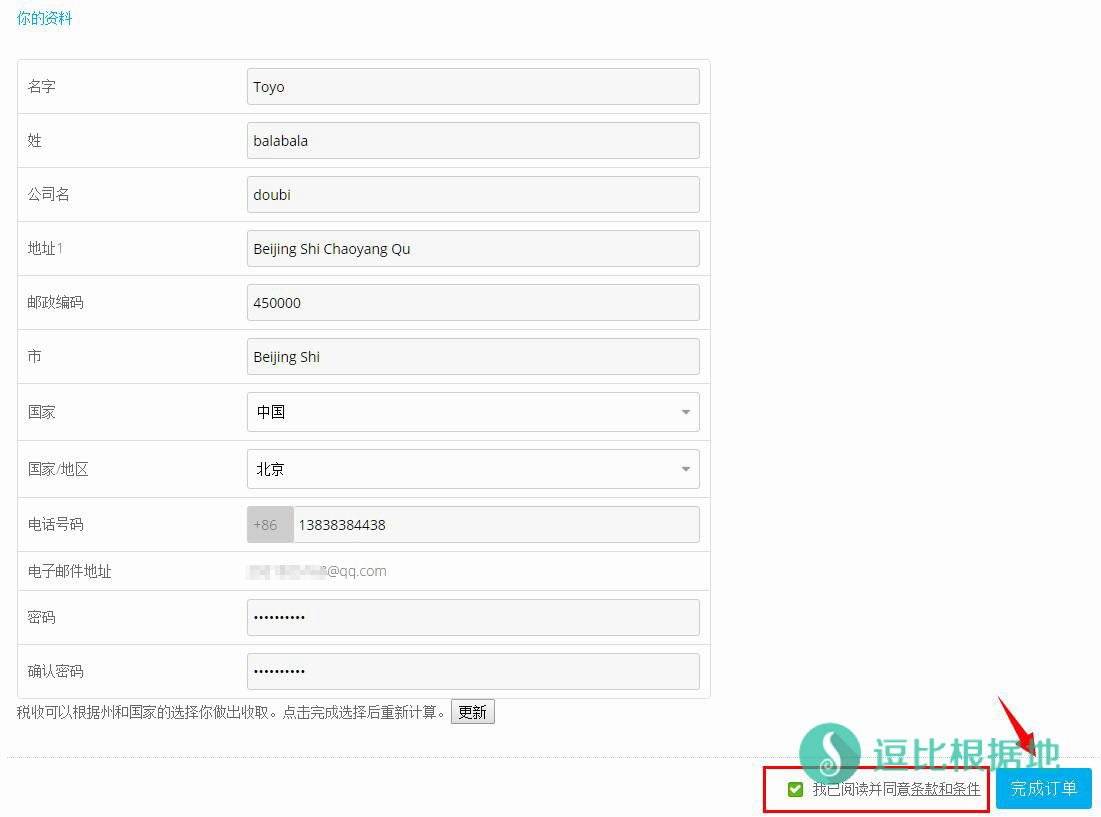 你的资料
名字 Toyo
姓 balabala
公司名 doubi
地址1 Beijing Shi Chaoyang Qu
邮政编码 450000
市 Beijing Shi
国家 中国
国家/地区 北京
电话号码 +86 13838384438
电子邮件地址 @qq.com
密码 ••••••••••
确认密码 ••••••••••
税收可以根据州和国家的选择你做出收取。点击完成选择后重新计算。 更新
逗比根据地
我已阅读并同意条款和条件 完成订单